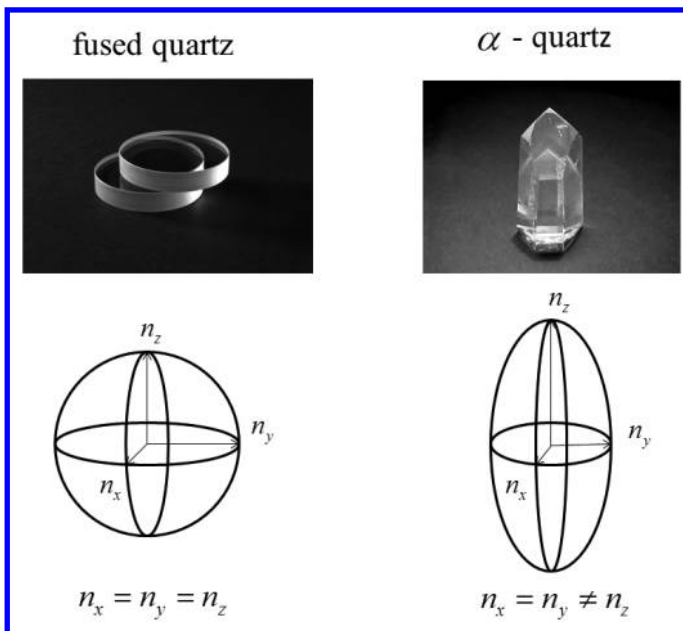 fused quartz
α - quartz
n_z
n_y
n_x
n_x = n_y = n_z
n_z
n_y
n_x
n_x = n_y ≠ n_z